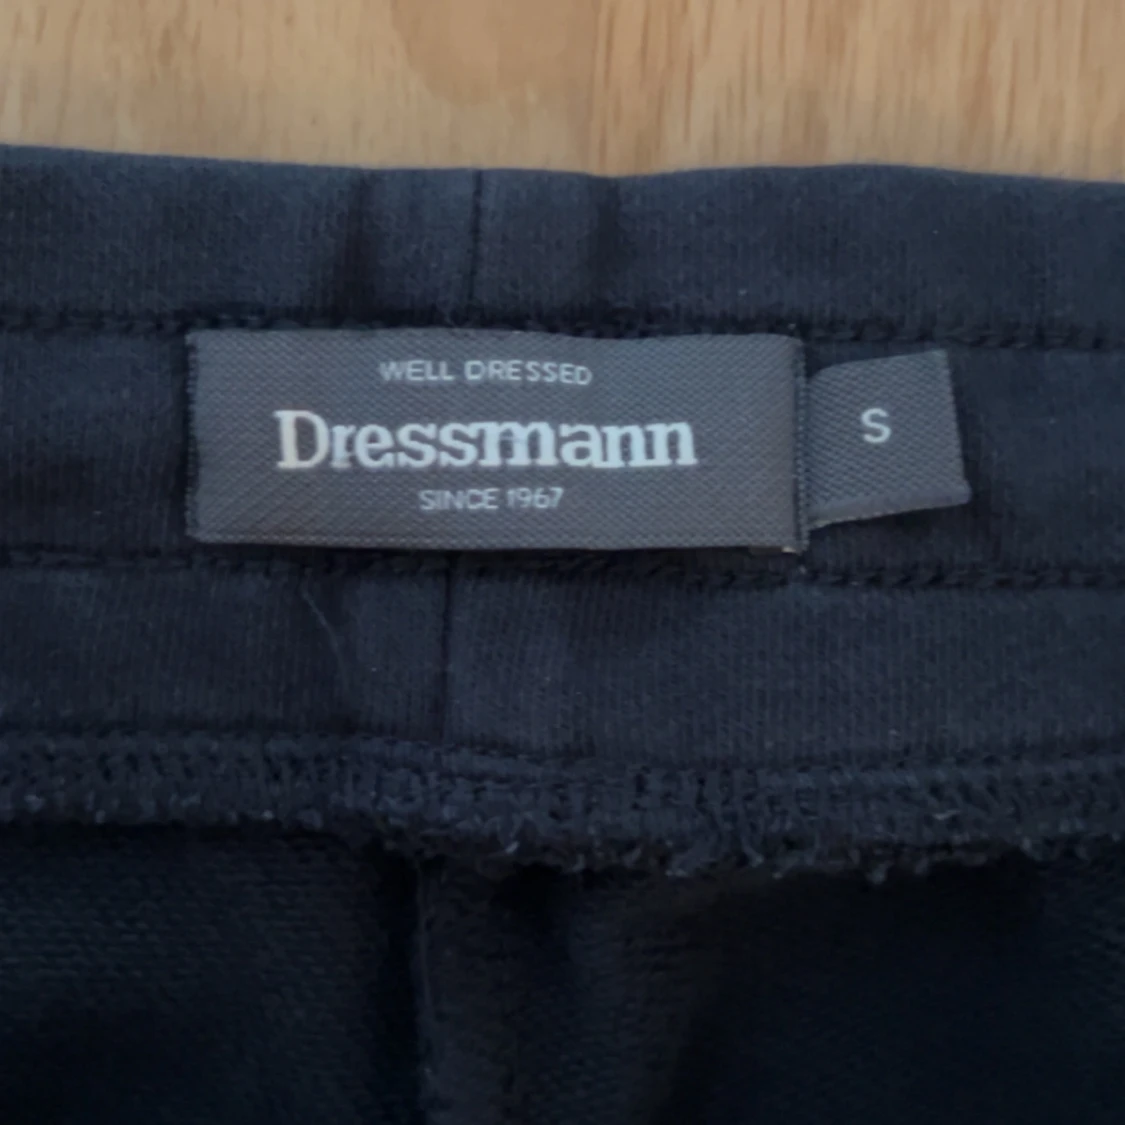 WELL DRESSED
Dressmann
SINCE 1967
S